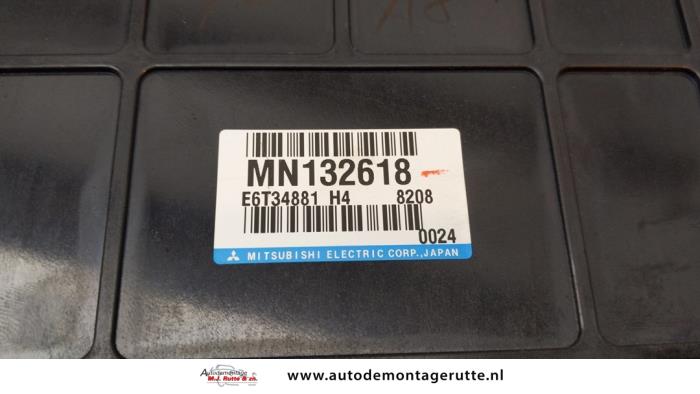 MN132618
E6T34881 H4 8208
0024
MITSUBISHI ELECTRIC CORP., JAPAN
Autodemontage
M.J. Rutte & zn.
www.autodemontagerutte.nl